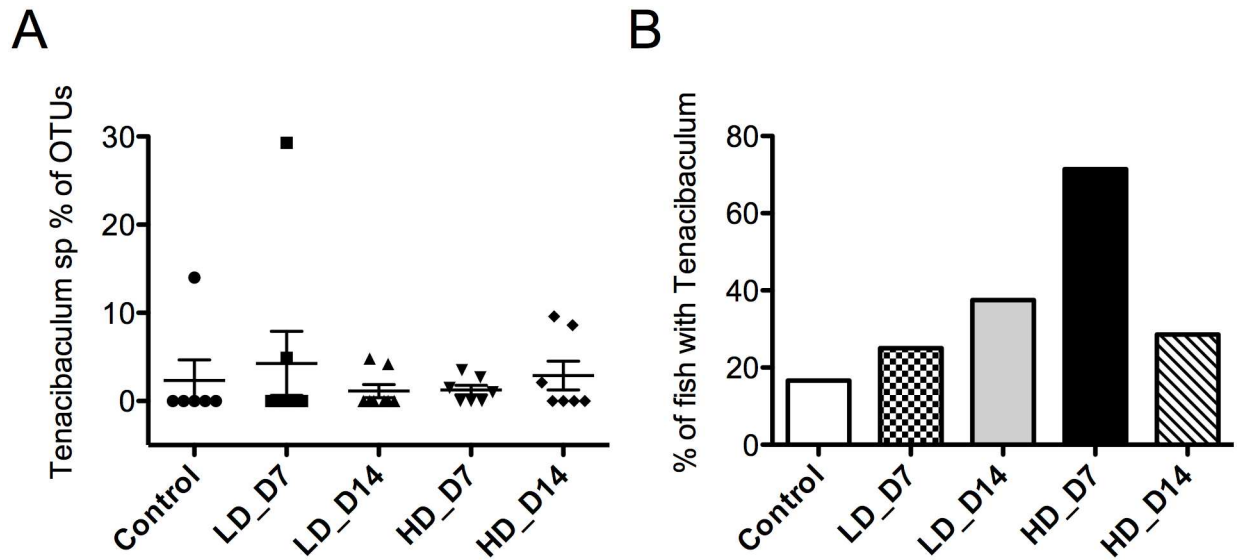 A
Tenacibaculum sp % of OTUs
30
20
10
0
Control
LD_D7
LD_D14
HD_D7
HD_D14
B
% of fish with Tenacibaculum
80
60
40
20
0
Control
LD_D7
LD_D14
HD_D7
HD_D14